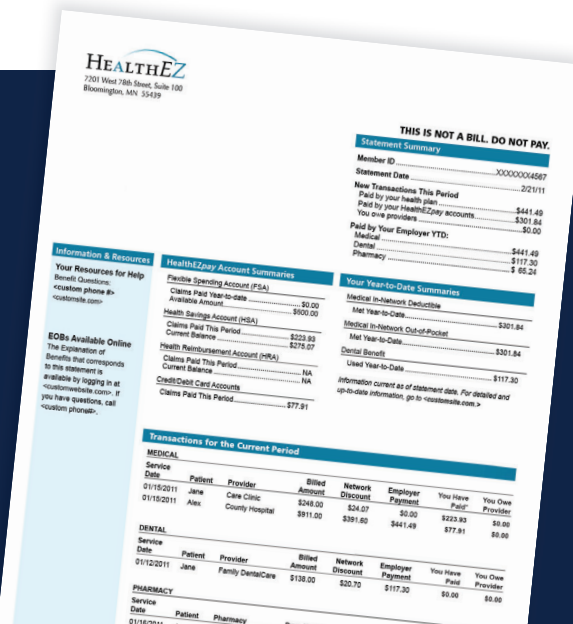 HEALTHEZ
7201 West 78th Street, Suite 100
Bloomington, MN 55439
THIS IS NOT A BILL. DO NOT PAY.
Statement Summary
Member ID XXXXXXX4567
Statement Date 2/21/11
New Transactions This Period
Paid by your health plan $441.49
Paid by your HealthEZpay accounts $301.84
You owe providers $0.00
Paid by Your Employer YTD:
Medical $441.49
Dental $117.30
Pharmacy $ 65.24
Information & Resources
Your Resources for Help
Benefit Questions:
<custom phone #>
<customsite.com>
EOBs Available Online
The Explanation of
Benefits that corresponds
to this statement is
available by logging in at
<customwebsite.com>. If
you have questions, call
<custom phone#>.
HealthEZpay Account Summaries
Flexible Spending Account (FSA)
Claims Paid Year-to-date $0.00
Available Amount $500.00
Health Savings Account (HSA)
Claims Paid This Period $223.93
Current Balance $275.07
Health Reimbursement Account (HRA)
Claims Paid This Period NA
Current Balance NA
Credit/Debit Card Accounts
Claims Paid This Period $77.91
Your Year-to-Date Summaries
Medical In-Network Deductible
Met Year-to-Date $301.84
Medical In-Network Out-of-Pocket
Met Year-to-Date $301.84
Dental Benefit
Used Year-to-Date $117.30
Information current as of statement date. For detailed and
up-to-date information, go to <customsite.com.>
Transactions for the Current Period
MEDICAL
Service Date Patient Provider Billed Amount Network Discount Employer Payment You Have Paid* You Owe Provider
01/15/2011 Jane Care Clinic $248.00 $24.07 $0.00 $223.93 $0.00
01/15/2011 Alex County Hospital $911.00 $391.60 $441.49 $77.91 $0.00
DENTAL
Service Date Patient Provider Billed Amount Network Discount Employer Payment You Have Paid You Owe Provider
01/12/2011 Jane Family DentalCare $138.00 $20.70 $117.30 $0.00 $0.00
PHARMACY
Service Date Patient Pharmacy